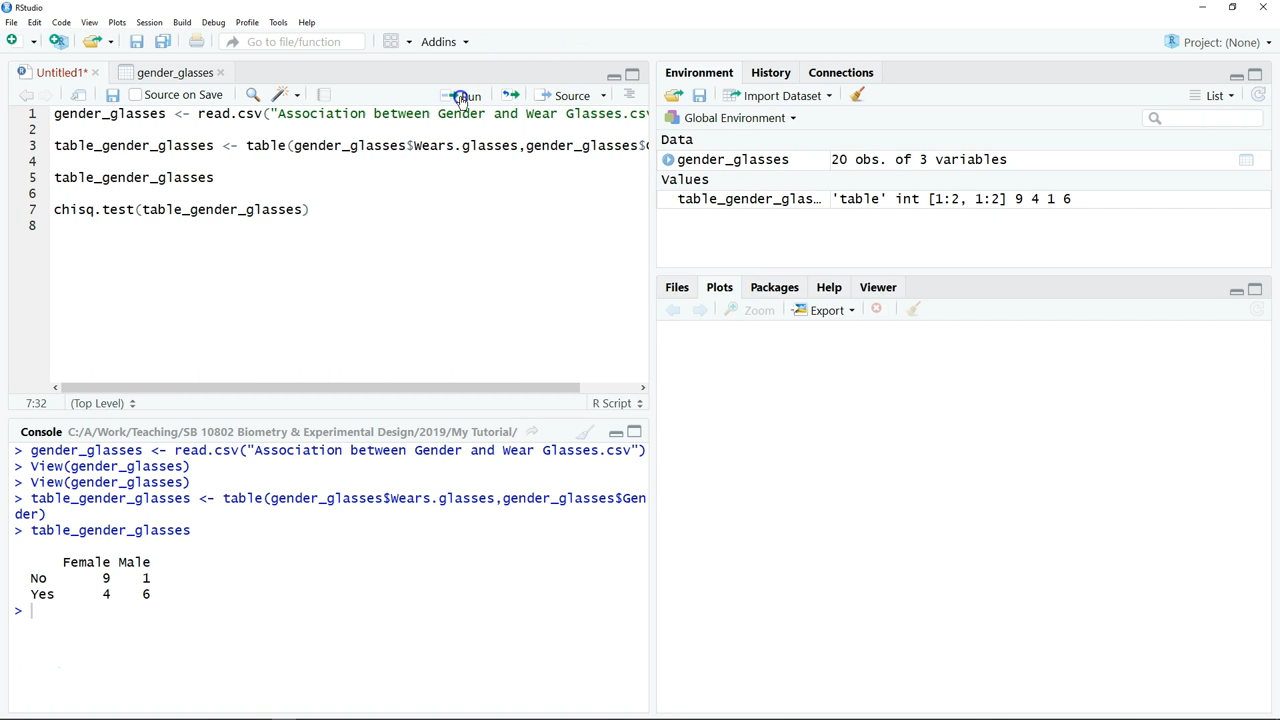 RStudio
File Edit Code View Plots Session Build Debug Profile Tools Help
Go to file/function Addins Project: (None)
Untitled1* gender_glasses
Source on Save Source
1 gender_glasses <- read.csv("Association between Gender and Wear Glasses.csv
2
3 table_gender_glasses <- table(gender_glasses$Wears.glasses,gender_glasses$
4
5 table_gender_glasses
6
7 chisq.test(table_gender_glasses)
8
7:32 (Top Level) R Script
Console C:/A/Work/Teaching/SB 10802 Biometry & Experimental Design/2019/My Tutorial/
> gender_glasses <- read.csv("Association between Gender and Wear Glasses.csv")
> View(gender_glasses)
> View(gender_glasses)
> table_gender_glasses <- table(gender_glasses$Wears.glasses,gender_glasses$Gen
der)
> table_gender_glasses
Female Male
No 9 1
Yes 4 6
>
Environment History Connections
Import Dataset List
Global Environment
Data
gender_glasses 20 obs. of 3 variables
Values
table_gender_glas… 'table' int [1:2, 1:2] 9 4 1 6
Files Plots Packages Help Viewer
Zoom Export